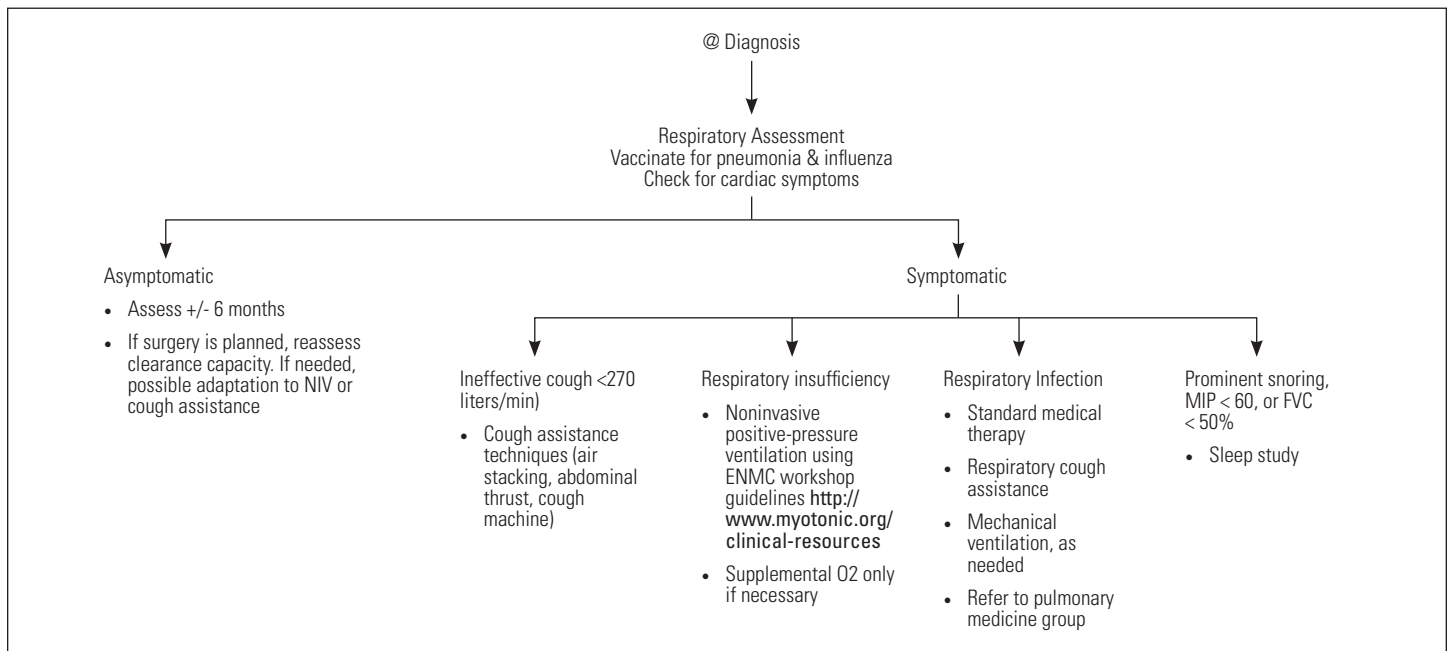 @ Diagnosis
Respiratory Assessment
Vaccinate for pneumonia & influenza
Check for cardiac symptoms
Asymptomatic
• Assess +/- 6 months
• If surgery is planned, reassess
clearance capacity. If needed,
possible adaptation to NIV or
cough assistance
Symptomatic
Ineffective cough <270
liters/min)
• Cough assistance
techniques (air
stacking, abdominal
thrust, cough
machine)
Respiratory insufficiency
• Noninvasive
positive-pressure
ventilation using
ENMC workshop
guidelines http://
www.myotonic.org/
clinical-resources
• Supplemental O2 only
if necessary
Respiratory Infection
• Standard medical
therapy
• Respiratory cough
assistance
• Mechanical
ventilation, as
needed
• Refer to pulmonary
medicine group
Prominent snoring,
MIP < 60, or FVC
< 50%
• Sleep study